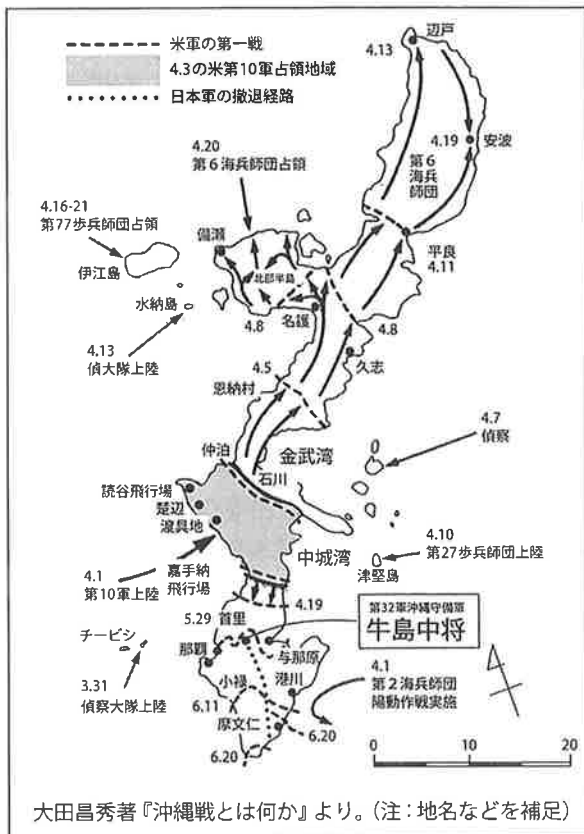 米軍の第一戦
4.3の米第10軍占領地域
日本軍の撤退経路
辺戸
4.13
4.19
安波
第6海兵師団
4.20
第6海兵師団占領
4.16-21
第77歩兵師団占領
備瀬
伊江島
北部半島
平良
4.11
水納島
4.8
名護
4.8
4.13
偵大隊上陸
久志
4.5
恩納村
4.7
偵察
仲泊
金武湾
石川
読谷飛行場
楚辺
渡具地
4.10
第27歩兵師団上陸
中城湾
津堅島
4.1
第10軍上陸
嘉手納
飛行場
4.19
5.29
首里
第32軍沖縄守備軍
牛島中将
チービシ
那覇
与那原
4.1
第2海兵師団
陽動作戦実施
3.31
偵察大隊上陸
小禄
港川
6.11
摩文仁
6.20
6.20
0
10
20
大田昌秀著『沖縄戦とは何か』より。(注:地名などを補足)